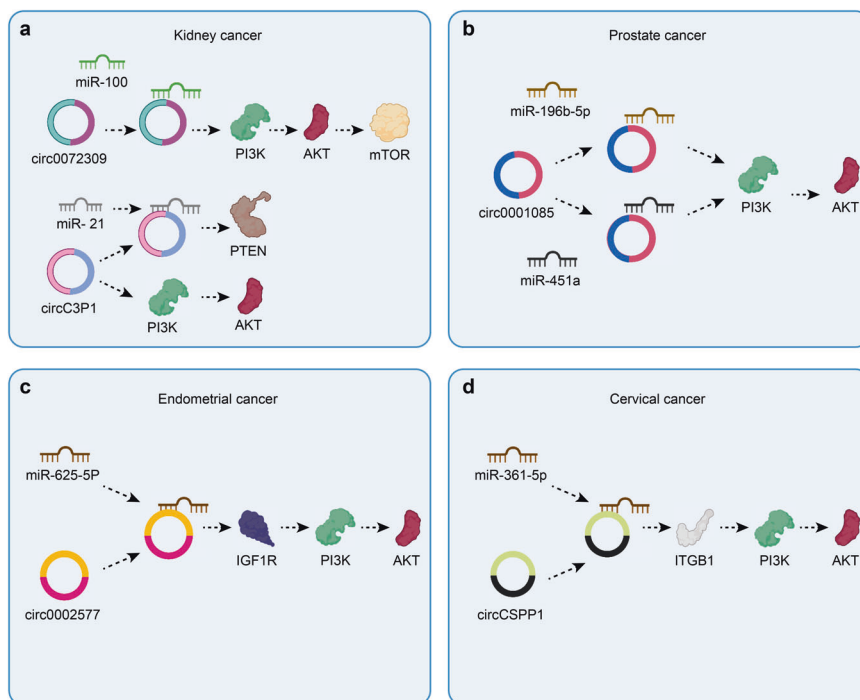 a
Kidney cancer
miR-100
circ0072309
PI3K
AKT
mTOR
miR- 21
PTEN
circC3P1
PI3K
AKT
b
Prostate cancer
miR-196b-5p
circ0001085
PI3K
AKT
miR-451a
c
Endometrial cancer
miR-625-5P
IGF1R
PI3K
AKT
circ0002577
d
Cervical cancer
miR-361-5p
ITGB1
PI3K
AKT
circCSPP1